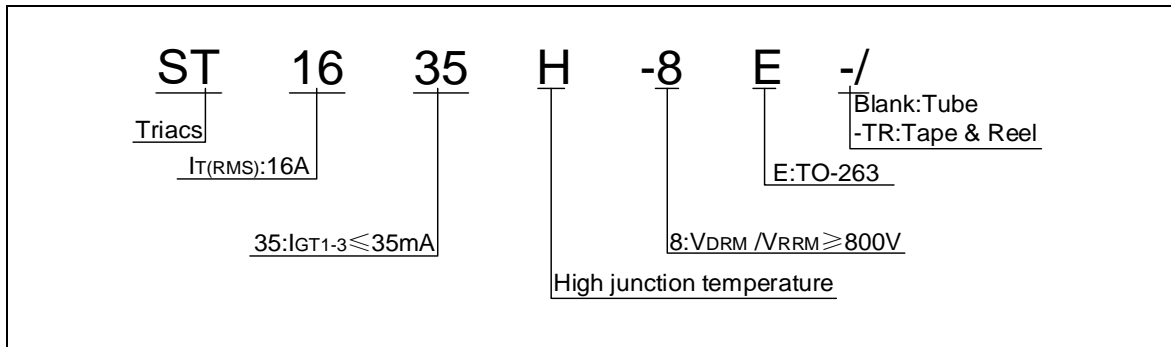 ST 16 35 H -8 E -/
Blank:Tube
Triacs
-TR:Tape & Reel
IT(RMS):16A
E:TO-263
35:IGT1-3≤35mA
8:VDRM /VRRM≥800V
High junction temperature